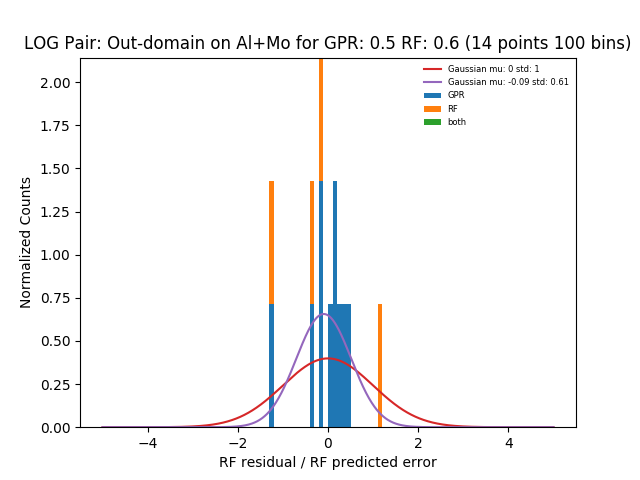 LOG Pair: Out-domain on Al+Mo for GPR: 0.5 RF: 0.6 (14 points 100 bins)
Gaussian mu: 0 std: 1
Gaussian mu: -0.09 std: 0.61
GPR
RF
both
Normalized Counts
2.00
1.75
1.50
1.25
1.00
0.75
0.50
0.25
0.00
−4
−2
0
2
4
RF residual / RF predicted error